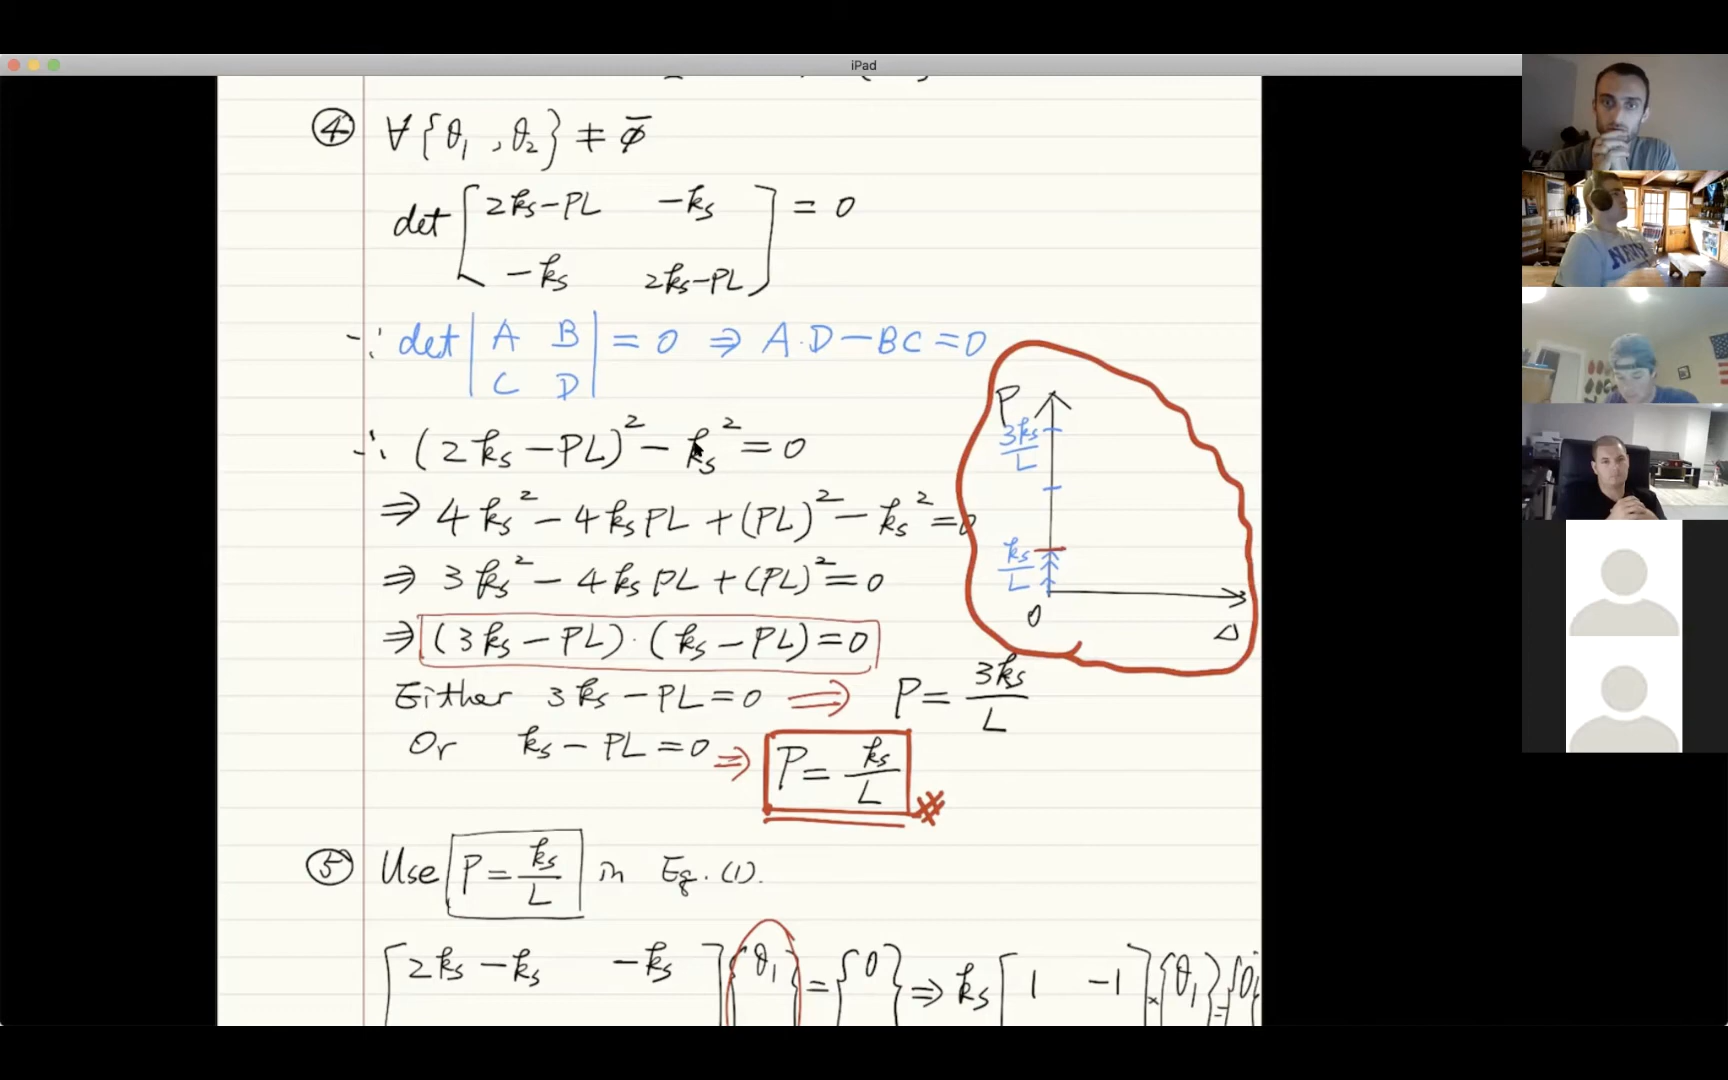 iPad
④ ∀{θ₁, θ₂} ≠ φ̄
det [2ks-PL -ks
-ks 2ks-PL] = 0
∵ det |A B
C D| = 0 ⇒ A·D-BC=0
∴ (2ks-PL)² - ks² = 0
⇒ 4ks² - 4ksPL + (PL)² - ks² = 0
⇒ 3ks² - 4ksPL + (PL)² = 0
⇒ (3ks-PL)·(ks-PL)=0
Either 3ks-PL=0 ⇒ P = 3ks/L
Or ks-PL=0 ⇒ P = ks/L
P
3ks/L
ks/L
0
Δ
⑤ Use P = ks/L in Eq. (1).
[2ks-ks -ks] {θ₁} = {0} ⇒ ks [1 -1] {θ₁} = {0}
NEW